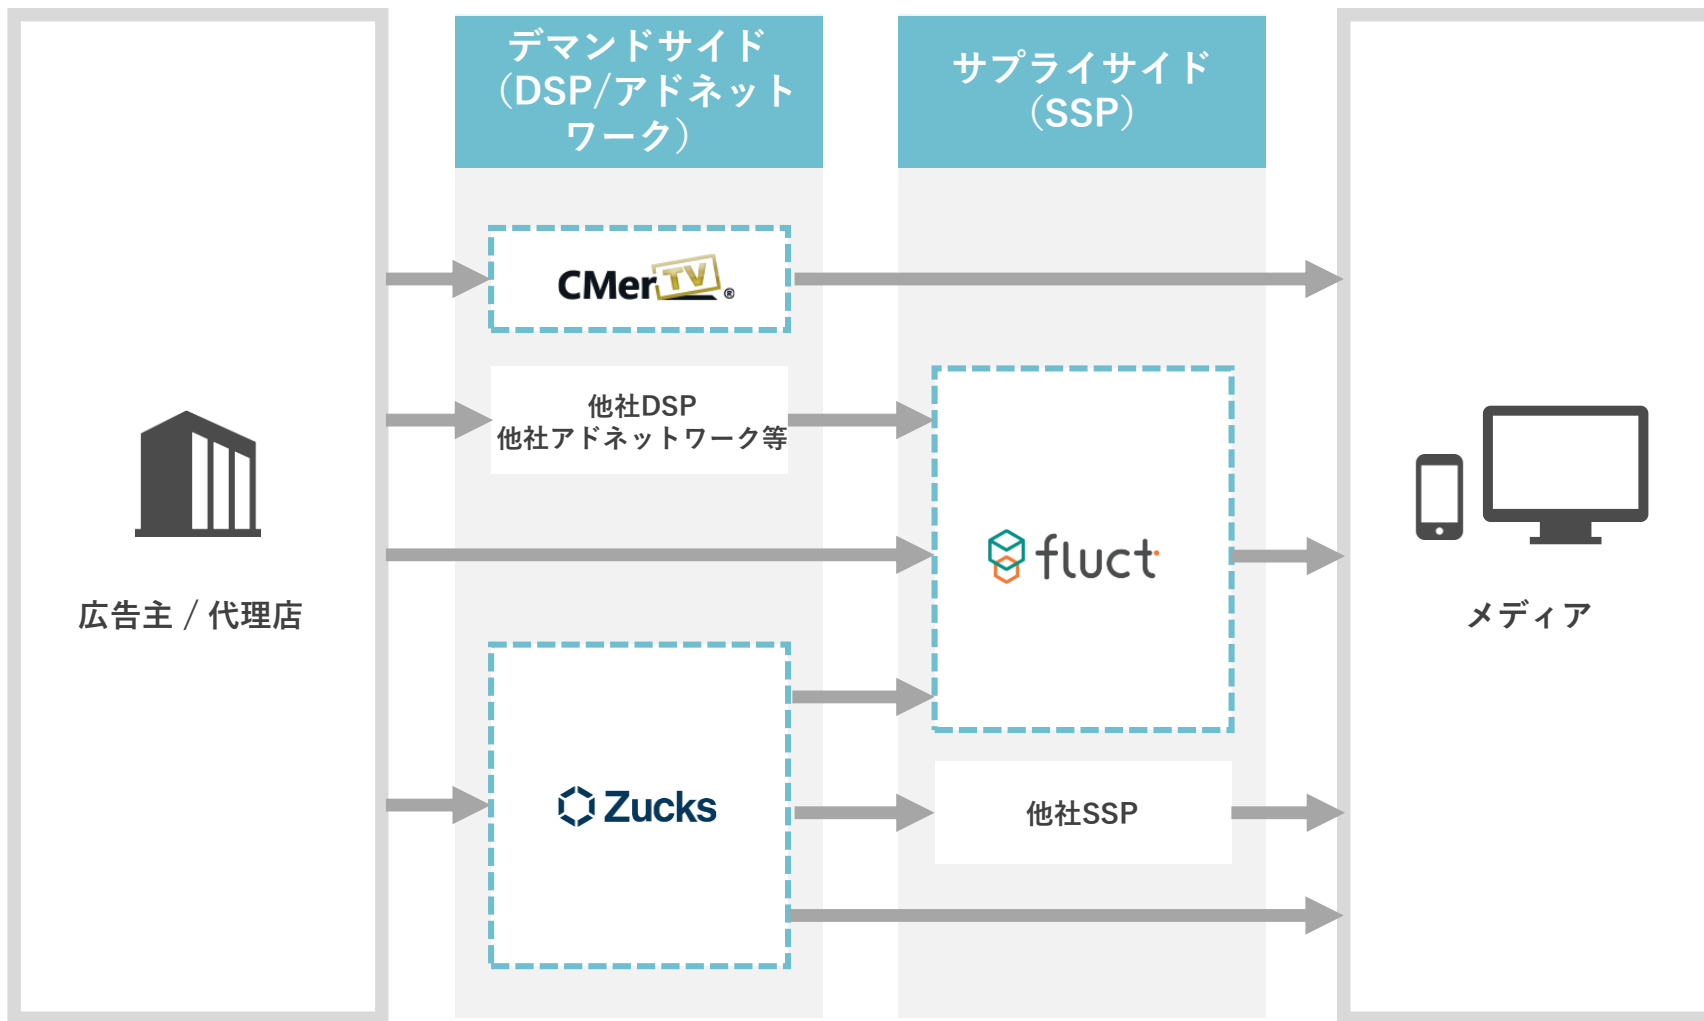 デマンドサイド
（DSP/アドネット
ワーク）
サプライサイド
（SSP）
CMerTV®
他社DSP
他社アドネットワーク等
fluct
広告主 / 代理店
メディア
Zucks
他社SSP